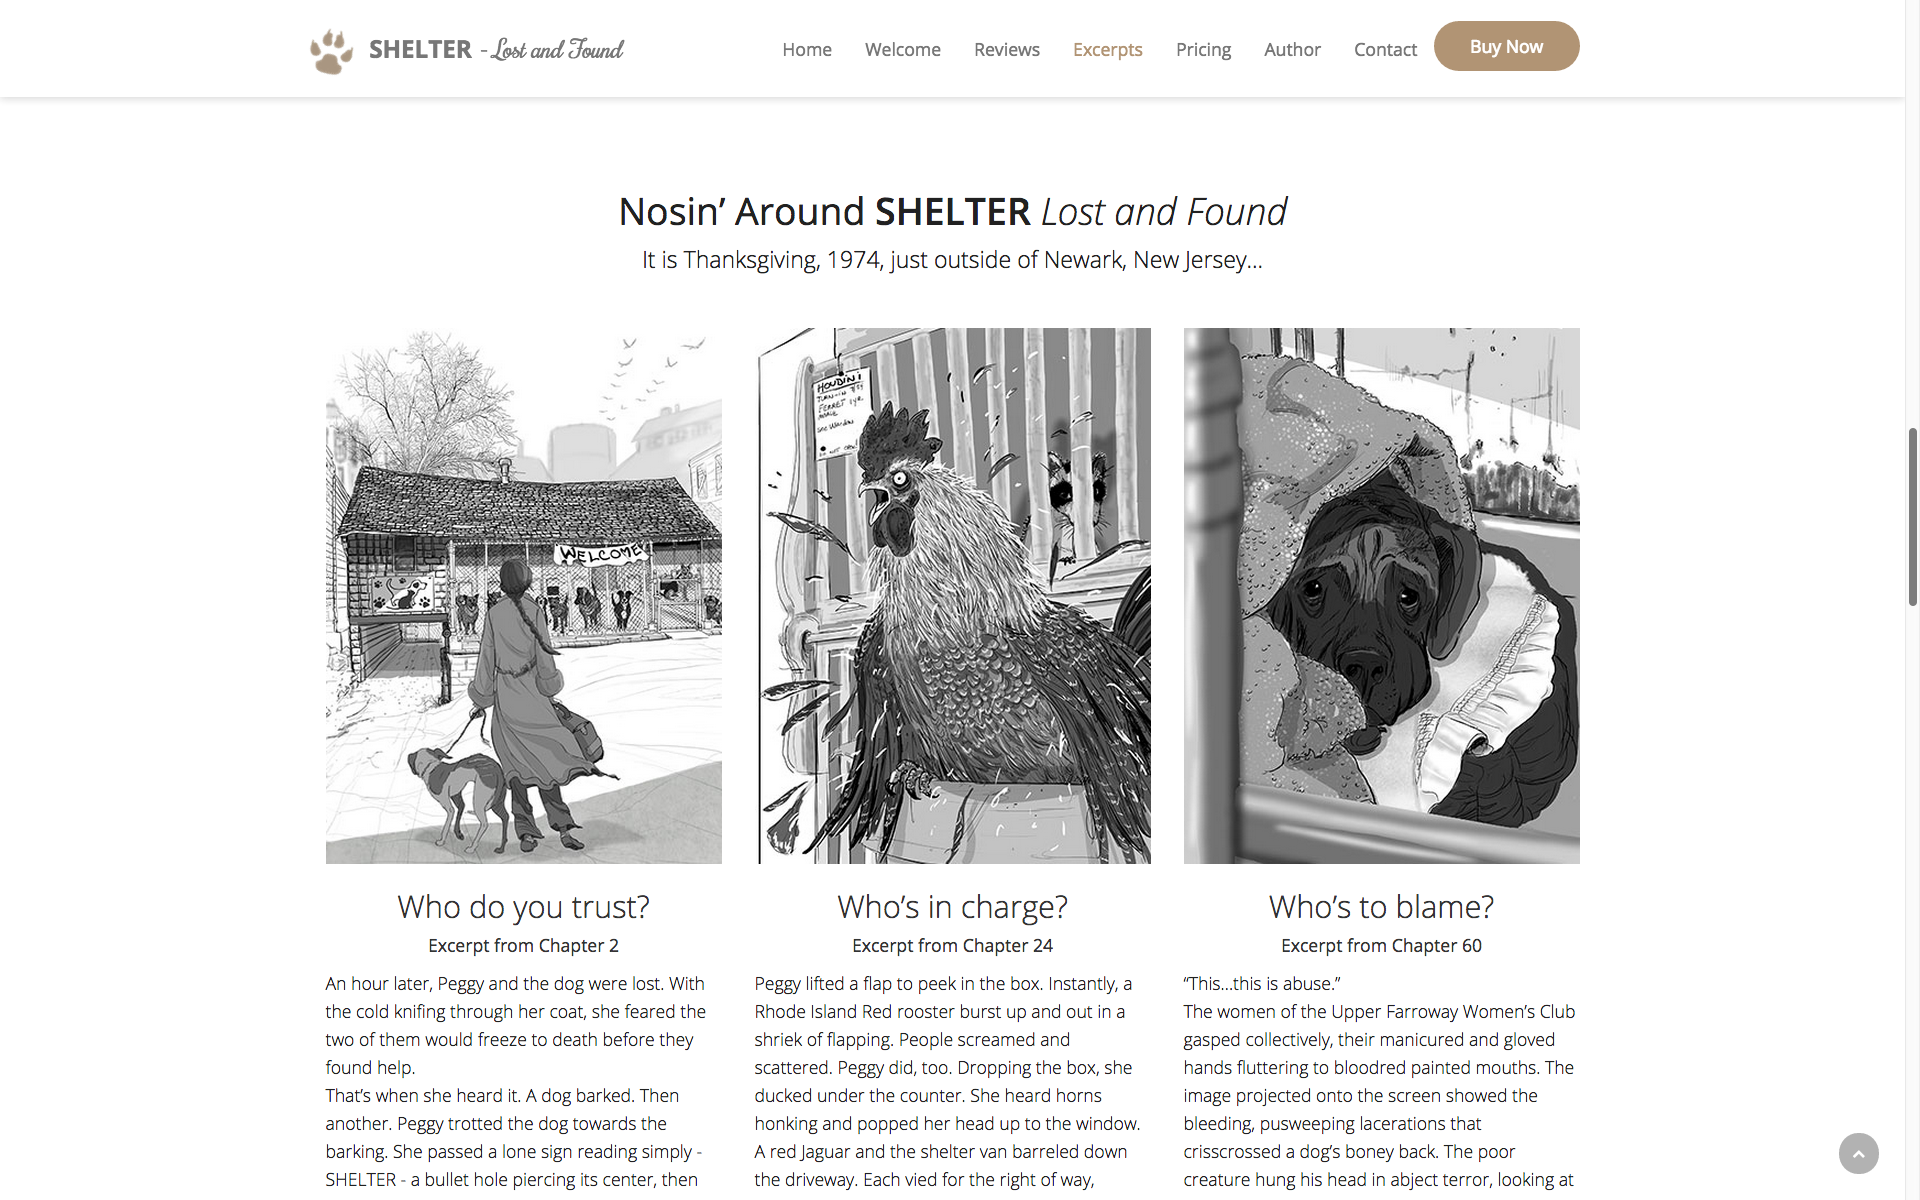 SHELTER - Lost and Found
Home Welcome Reviews Excerpts Pricing Author Contact Buy Now
Nosin’ Around SHELTER Lost and Found
It is Thanksgiving, 1974, just outside of Newark, New Jersey...
WELCOME
HOUDINI
TURN-IN
FERRET 1 yr.
MALE
Who do you trust?
Excerpt from Chapter 2
An hour later, Peggy and the dog were lost. With
the cold knifing through her coat, she feared the
two of them would freeze to death before they
found help.
That’s when she heard it. A dog barked. Then
another. Peggy trotted the dog towards the
barking. She passed a lone sign reading simply -
SHELTER - a bullet hole piercing its center, then
Who’s in charge?
Excerpt from Chapter 24
Peggy lifted a flap to peek in the box. Instantly, a
Rhode Island Red rooster burst up and out in a
shriek of flapping. People screamed and
scattered. Peggy did, too. Dropping the box, she
ducked under the counter. She heard horns
honking and popped her head up to the window.
A red Jaguar and the shelter van barreled down
the driveway. Each vied for the right of way,
Who’s to blame?
Excerpt from Chapter 60
“This...this is abuse.”
The women of the Upper Farroway Women’s Club
gasped collectively, their manicured and gloved
hands fluttering to bloodred painted mouths. The
image projected onto the screen showed the
bleeding, pusweeping lacerations that
crisscrossed a dog’s boney back. The poor
creature hung his head in abject terror, looking at